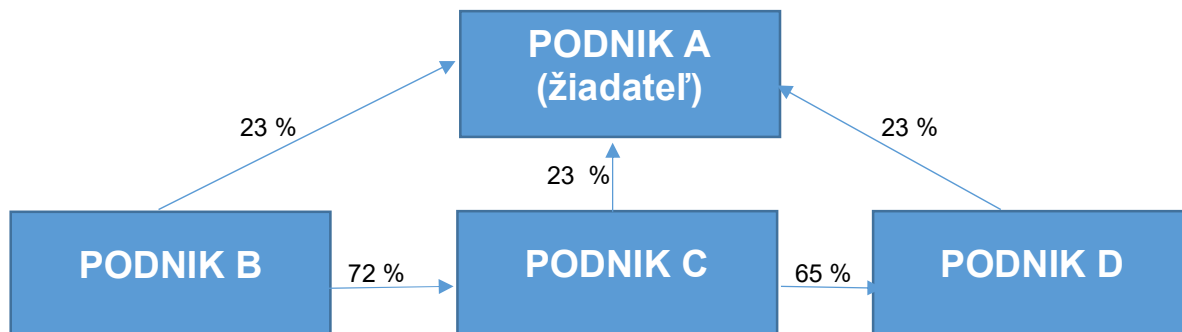 PODNIK A
(žiadateľ)
23 %
23 %
23 %
PODNIK B
72 %
PODNIK C
65 %
PODNIK D